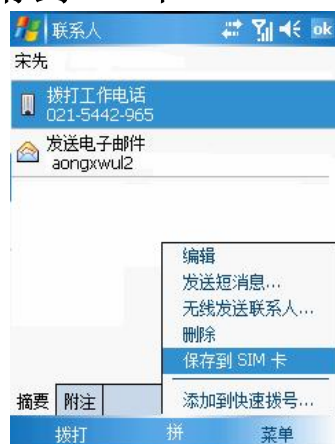 联系人
ok
宋先
拨打工作电话
021-5442-965
发送电子邮件
aongxwul2
编辑
发送短消息...
无线发送联系人...
删除
保存到 SIM 卡
添加到快速拨号...
摘要 附注
拨打 拼 菜单